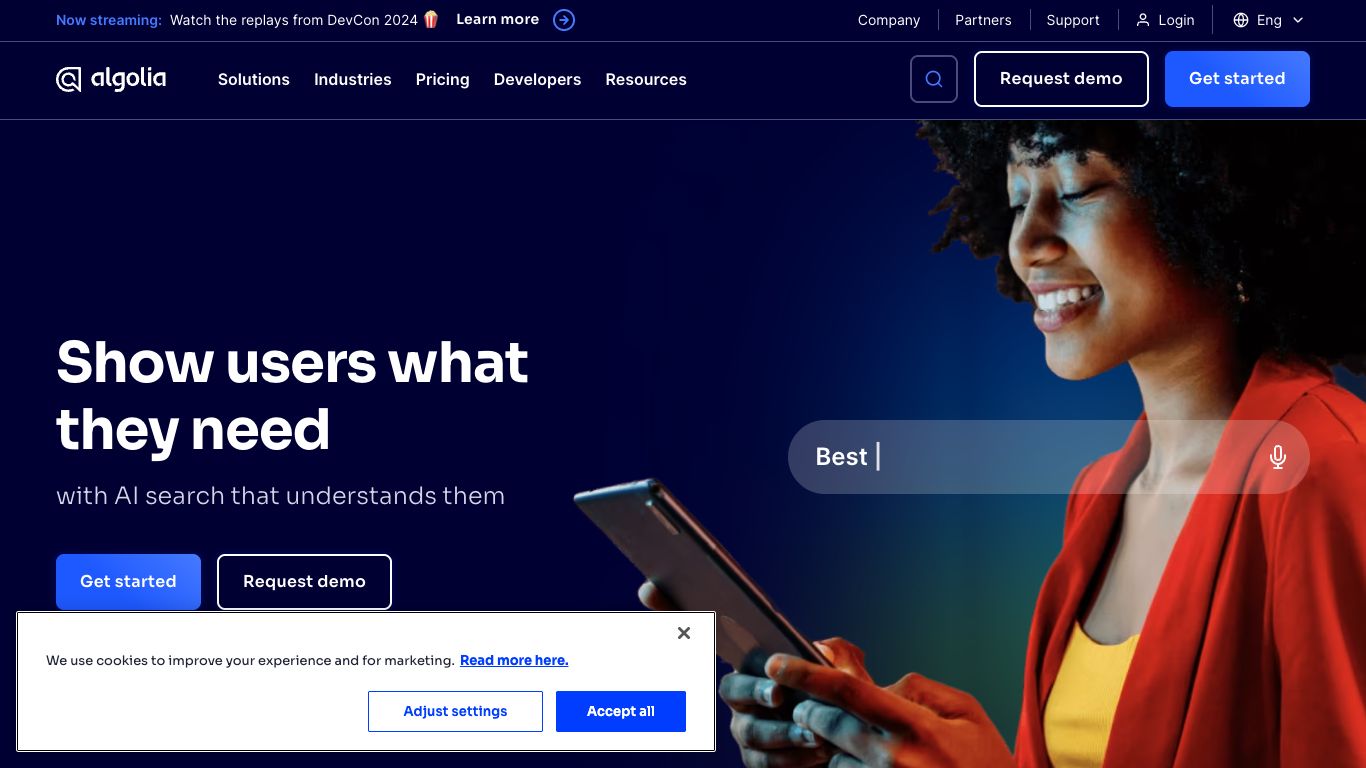 Now streaming: Watch the replays from DevCon 2024 🍿 Learn more
Company Partners Support Login Eng
algolia Solutions Industries Pricing Developers Resources Request demo Get started
Show users what
they need
with AI search that understands them
Best
Get started Request demo
We use cookies to improve your experience and for marketing. Read more here.
Adjust settings Accept all